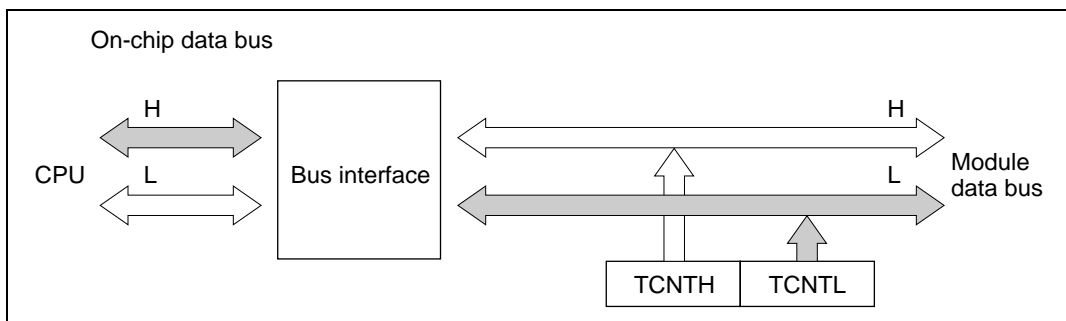 On-chip data bus
H
H
CPU
L
Bus interface
L
Module
data bus
TCNTH
TCNTL